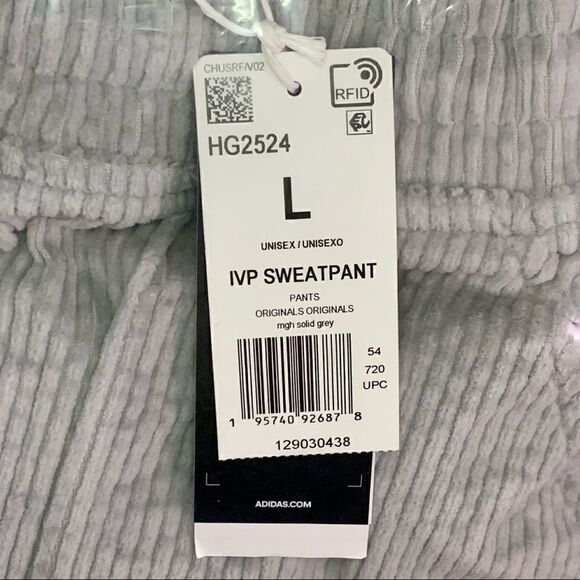 CHUSRF/V02
RFID
HG2524
L
UNISEX / UNISEXO
IVP SWEATPANT
PANTS
ORIGINALS ORIGINALS
mgh solid grey
54
720
UPC
1 95740 92687 8
129030438
ADIDAS.COM